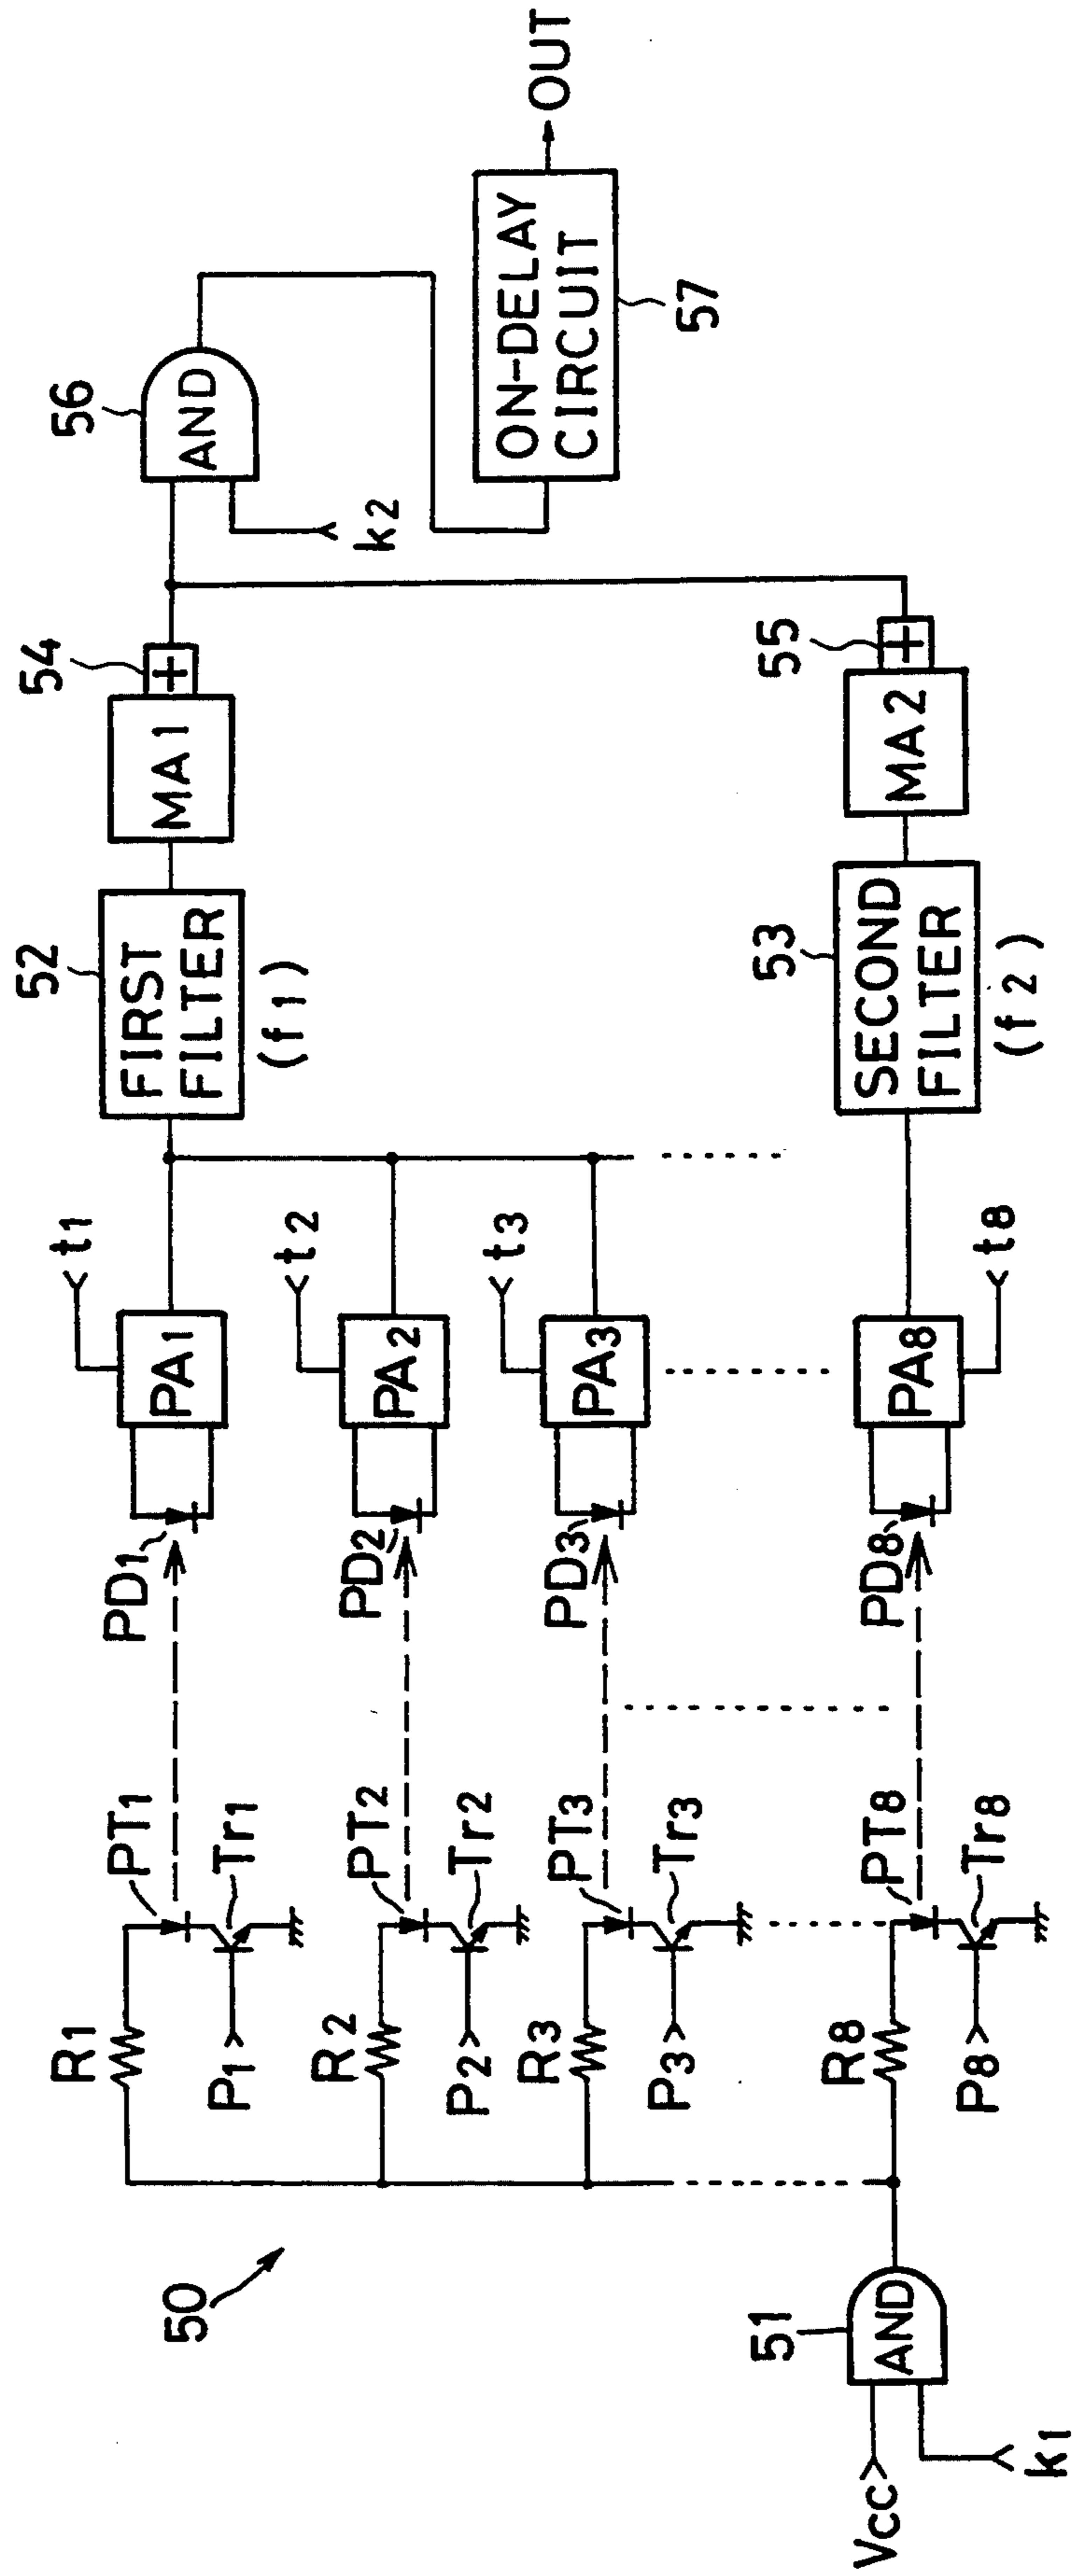 50
51
AND
Vcc
k1
R1
P1
PT1
Tr1
PD1
PA1
t1
R2
P2
PT2
Tr2
PD2
PA2
t2
R3
P3
PT3
Tr3
PD3
PA3
t3
R8
P8
PT8
Tr8
PD8
PA8
t8
52
FIRST
FILTER
(f1)
MA1
54
+
53
SECOND
FILTER
(f2)
MA2
55
+
56
AND
k2
ON-DELAY
CIRCUIT
57
OUT